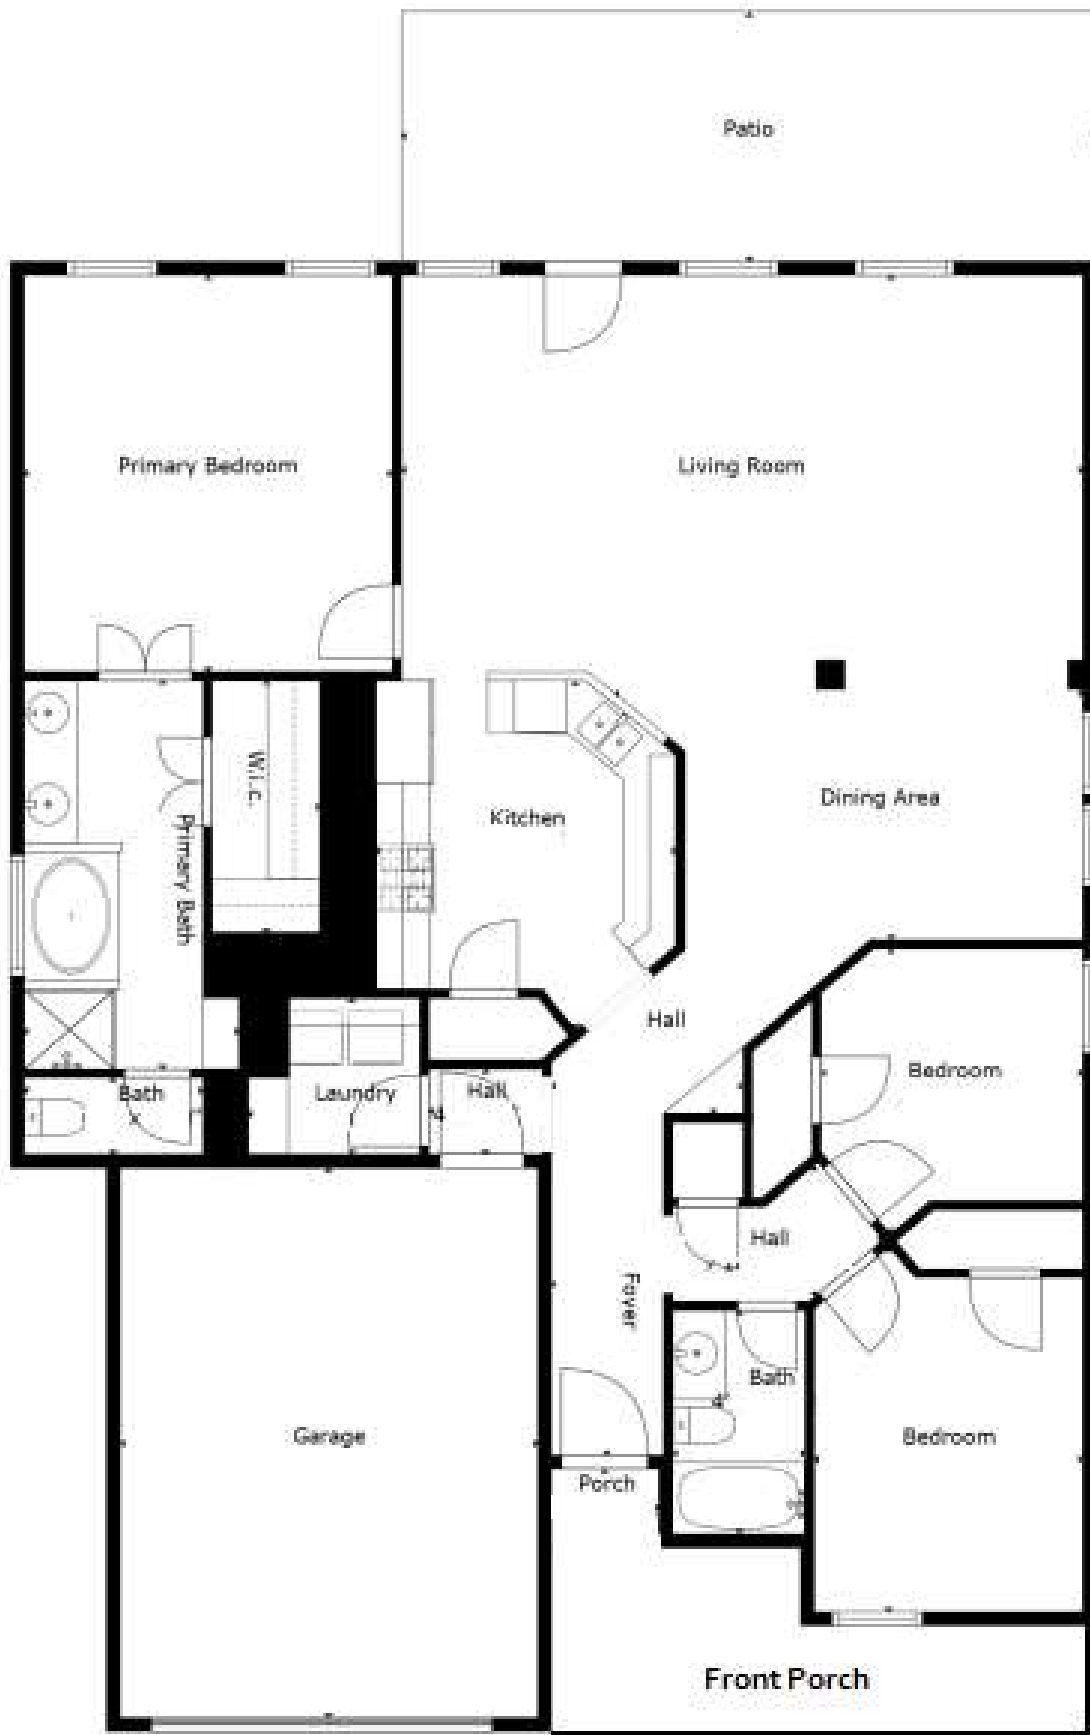 Patio
Primary Bedroom
Living Room
W.I.C.
Kitchen
Dining Area
Primary Bath
Hall
Bath
Laundry
Hall
Bedroom
Hall
Foyer
Bath
4'
Garage
Bedroom
Porch
Front Porch